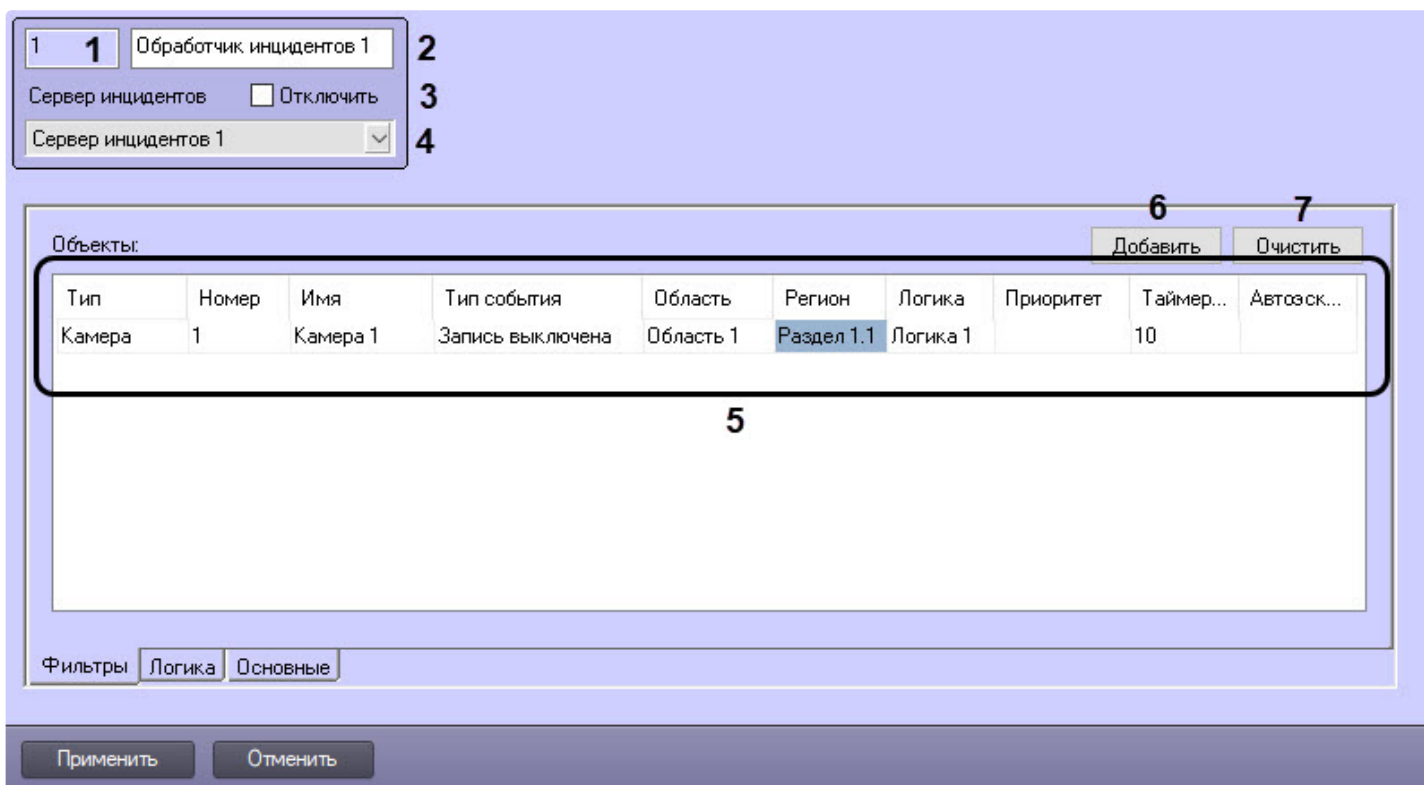 1 1 Обработчик инцидентов 1 2
Сервер инцидентов Отключить 3
Сервер инцидентов 1 4
6 7
Объекты: Добавить Очистить
Тип Номер Имя Тип события Область Регион Логика Приоритет Таймер... Автоэск...
Камера 1 Камера 1 Запись выключена Область 1 Раздел 1.1 Логика 1 10
5
Фильтры Логика Основные
Применить Отменить